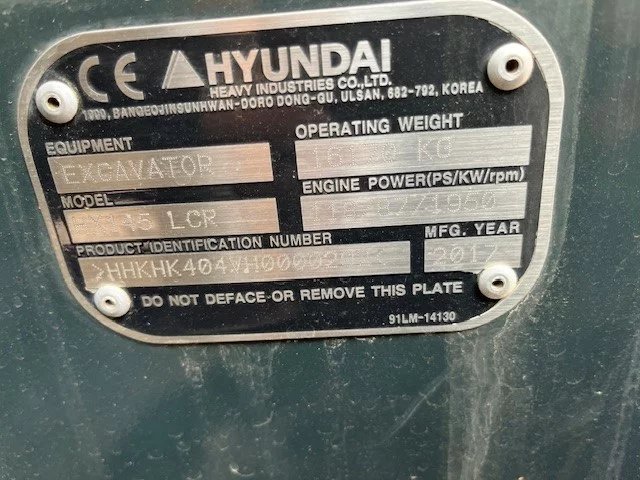 CE HYUNDAI
HEAVY INDUSTRIES CO., LTD.
1000, BANGEOJINSUNHWAN-DORO DONG-GU, ULSAN, 682-792, KOREA
EQUIPMENT
EXCAVATOR
OPERATING WEIGHT
KG
MODEL
LCR
ENGINE POWER(PS/KW/rpm)
PRODUCT IDENTIFICATION NUMBER
MFG. YEAR
2017
DO NOT DEFACE OR REMOVE THIS PLATE
91LM-14130